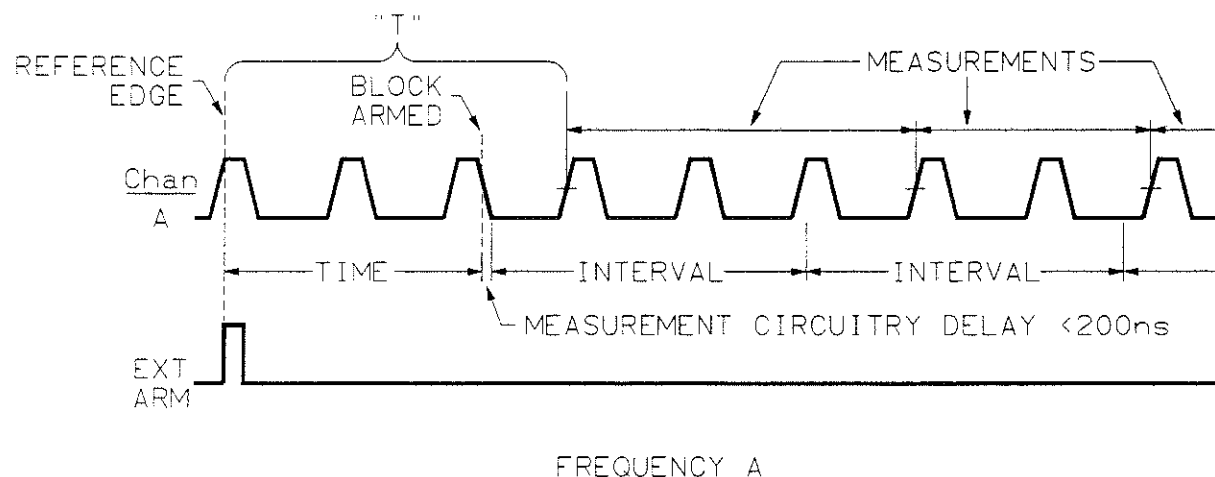 "T"
REFERENCE
EDGE
BLOCK
ARMED
MEASUREMENTS
Chan
A
TIME
INTERVAL
INTERVAL
MEASUREMENT CIRCUITRY DELAY <200ns
EXT
ARM
FREQUENCY A